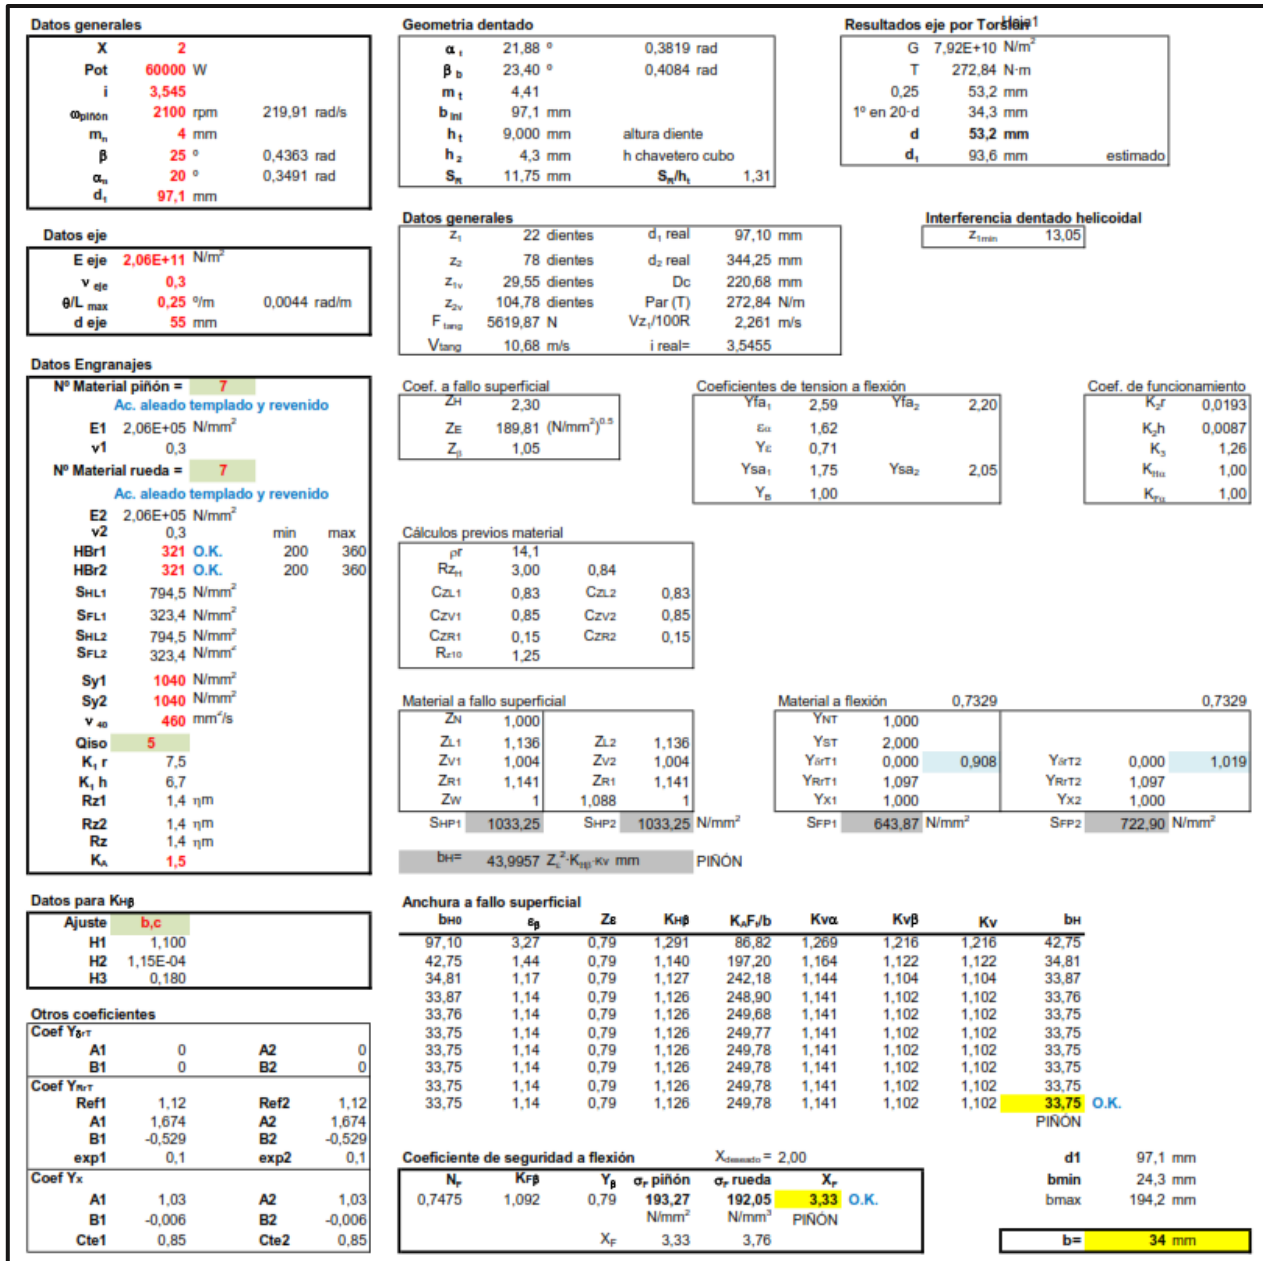 Datos generales
X 2
Pot 60000 W
i 3,545
ωpiñón 2100 rpm 219,91 rad/s
mn 4 mm
β 25 º 0,4363 rad
αn 20 º 0,3491 rad
d1 97,1 mm
Geometria dentado
αt 21,88 º 0,3819 rad
βb 23,40 º 0,4084 rad
mt 4,41
bini 97,1 mm
ht 9,000 mm altura diente
h2 4,3 mm h chavetero cubo
SR 11,75 mm SR/ht 1,31
Resultados eje por Torsión
Hoja1
G 7,92E+10 N/m2
T 272,84 N·m
0,25 53,2 mm
1º en 20·d 34,3 mm
d 53,2 mm
d1 93,6 mm estimado
Datos eje
E eje 2,06E+11 N/m2
ν eje 0,3
θ/L max 0,25 º/m 0,0044 rad/m
d eje 55 mm
Datos generales
z1 22 dientes d1 real 97,10 mm
z2 78 dientes d2 real 344,25 mm
z1v 29,55 dientes Dc 220,68 mm
z2v 104,78 dientes Par (T) 272,84 N/m
F tang 5619,87 N Vz1/100R 2,261 m/s
Vtang 10,68 m/s i real= 3,5455
Interferencia dentado helicoidal
z1min 13,05
Datos Engranajes
Nº Material piñón = 7
Ac. aleado templado y revenido
E1 2,06E+05 N/mm2
ν1 0,3
Nº Material rueda = 7
Ac. aleado templado y revenido
E2 2,06E+05 N/mm2
ν2 0,3 min max
HBr1 321 O.K. 200 360
HBr2 321 O.K. 200 360
SHL1 794,5 N/mm2
SFL1 323,4 N/mm2
SHL2 794,5 N/mm2
SFL2 323,4 N/mm2
Sy1 1040 N/mm2
Sy2 1040 N/mm2
ν 40 460 mm2/s
Qiso 5
K1 r 7,5
K1 h 6,7
Rz1 1,4 ηm
Rz2 1,4 ηm
Rz 1,4 ηm
KA 1,5
Coef. a fallo superficial
ZH 2,30
ZE 189,81 (N/mm2)0.5
Zβ 1,05
Coeficientes de tension a flexión
Yfa1 2,59 Yfa2 2,20
εα 1,62
Yε 0,71
Ysa1 1,75 Ysa2 2,05
YB 1,00
Coef. de funcionamiento
K2r 0,0193
K2h 0,0087
K3 1,26
KHα 1,00
KFα 1,00
Cálculos previos material
ρr 14,1
RzH 3,00 0,84
CZL1 0,83 CZL2 0,83
CZV1 0,85 CZV2 0,85
CZR1 0,15 CZR2 0,15
Rz10 1,25
Material a fallo superficial
ZN 1,000
ZL1 1,136 ZL2 1,136
ZV1 1,004 ZV2 1,004
ZR1 1,141 ZR1 1,141
ZW 1 1,088 1
SHP1 1033,25 SHP2 1033,25 N/mm2
Material a flexión 0,7329 0,7329
YNT 1,000
YST 2,000
YδrT1 0,000 0,908 YδrT2 0,000 1,019
YRrT1 1,097 YRrT2 1,097
YX1 1,000 YX2 1,000
SFP1 643,87 N/mm2 SFP2 722,90 N/mm2
bH= 43,9957 Zε2·KHβ·Kv mm PIÑÓN
Datos para KHβ
Ajuste b,c
H1 1,100
H2 1,15E-04
H3 0,180
Anchura a fallo superficial
bH0 εβ Zε KHβ KAFt/b Kvα Kvβ Kv bH
97,10 3,27 0,79 1,291 86,82 1,269 1,216 1,216 42,75
42,75 1,44 0,79 1,140 197,20 1,164 1,122 1,122 34,81
34,81 1,17 0,79 1,127 242,18 1,144 1,104 1,104 33,87
33,87 1,14 0,79 1,126 248,90 1,141 1,102 1,102 33,76
33,76 1,14 0,79 1,126 249,68 1,141 1,102 1,102 33,75
33,75 1,14 0,79 1,126 249,77 1,141 1,102 1,102 33,75
33,75 1,14 0,79 1,126 249,78 1,141 1,102 1,102 33,75
33,75 1,14 0,79 1,126 249,78 1,141 1,102 1,102 33,75
33,75 1,14 0,79 1,126 249,78 1,141 1,102 1,102 33,75
33,75 1,14 0,79 1,126 249,78 1,141 1,102 1,102 33,75 O.K.
PIÑÓN
Otros coeficientes
Coef YδrT
A1 0 A2 0
B1 0 B2 0
Coef YRrT
Ref1 1,12 Ref2 1,12
A1 1,674 A2 1,674
B1 -0,529 B2 -0,529
exp1 0,1 exp2 0,1
Coef YX
A1 1,03 A2 1,03
B1 -0,006 B2 -0,006
Cte1 0,85 Cte2 0,85
Coeficiente de seguridad a flexión Xdeseado = 2,00
NF KFβ Yβ σF piñón σF rueda XF
0,7475 1,092 0,79 193,27 192,05 3,33 O.K.
N/mm2 N/mm3 PIÑÓN
XF 3,33 3,76
d1 97,1 mm
bmin 24,3 mm
bmax 194,2 mm
b= 34 mm